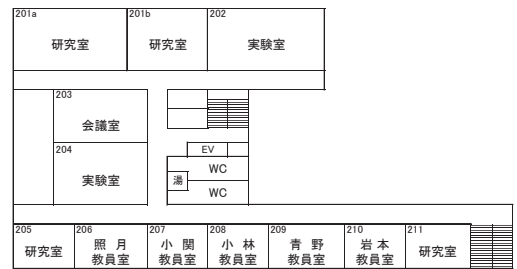 201a
研究室
201b
研究室
202
実験室
203
会議室
204
実験室
EV
WC
湯
WC
205
研究室
206
照 月
教員室
207
小 関
教員室
208
小 林
教員室
209
青 野
教員室
210
岩 本
教員室
211
研究室